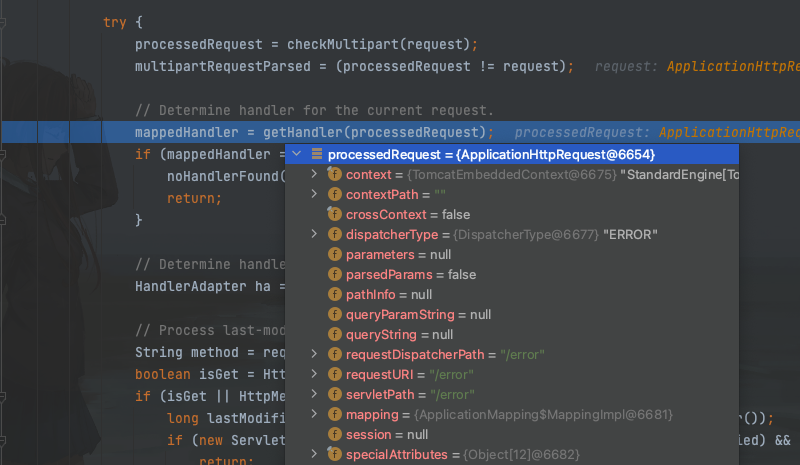 try {
processedRequest = checkMultipart(request);
multipartRequestParsed = (processedRequest != request);   request: ApplicationHttpRe
// Determine handler for the current request.
mappedHandler = getHandler(processedRequest);   processedRequest: ApplicationHttpReq
if (mappedHandler =
processedRequest = {ApplicationHttpRequest@6654}
noHandlerFound(
context = {TomcatEmbeddedContext@6675} "StandardEngine[To
return;
contextPath = ""
}
crossContext = false
dispatcherType = {DispatcherType@6677} "ERROR"
parameters = null
// Determine handle
parsedParams = false
HandlerAdapter ha =
pathInfo = null
queryParamString = null
// Process last-mod
queryString = null
String method = req
requestDispatcherPath = "/error"
boolean isGet = Htt
requestURI = "/error"
if (isGet || HttpMe
servletPath = "/error"
long lastModifi
mapping = {ApplicationMapping$MappingImpl@6681}
r());
if (new Servlet
session = null
ied) &&
return;
specialAttributes = {Object[12]@6682}